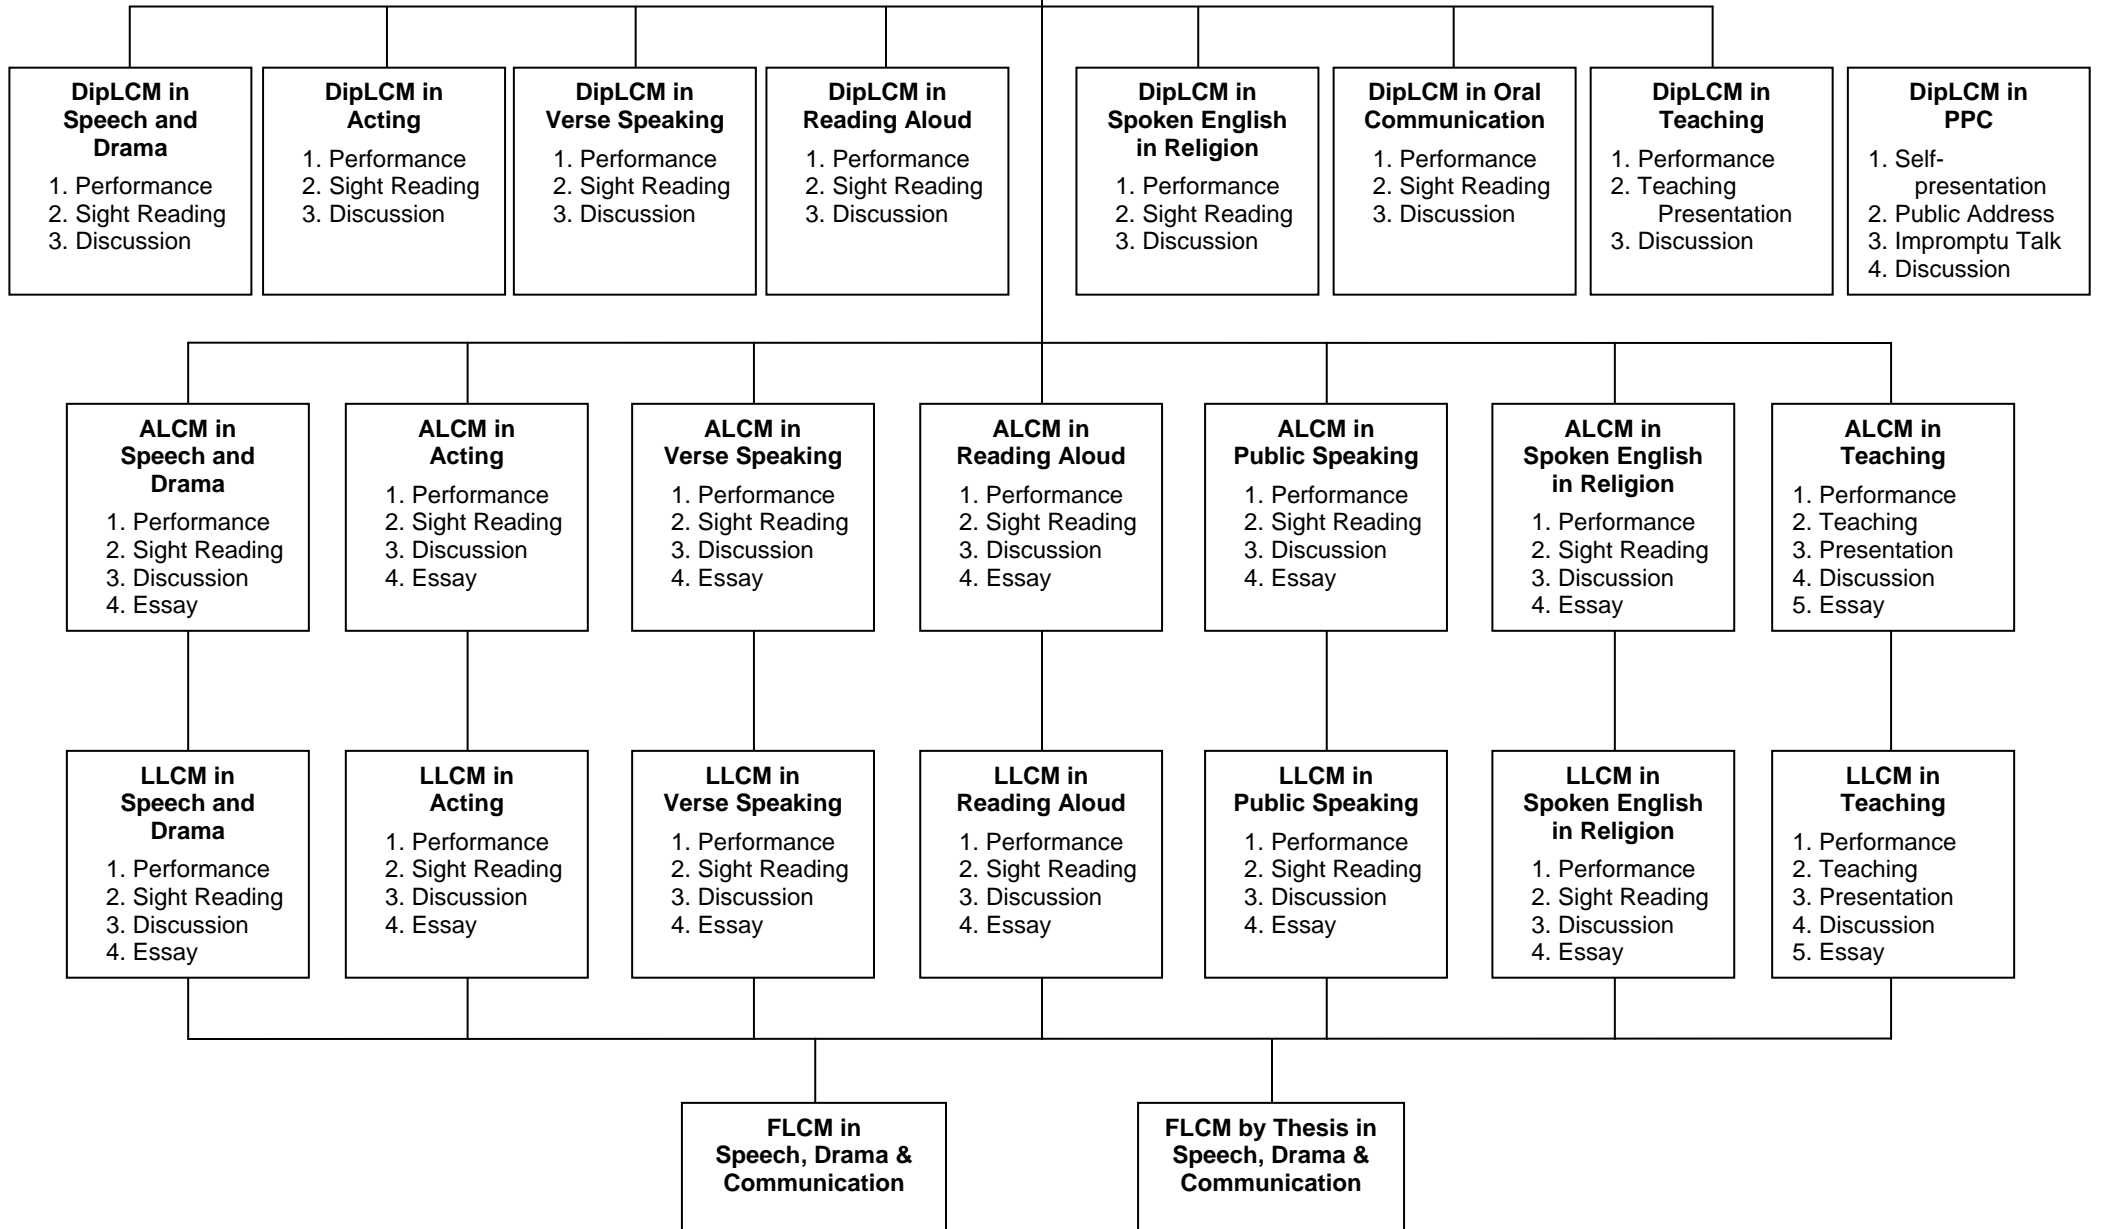 DipLCM in
Speech and
Drama
1. Performance
2. Sight Reading
3. Discussion
DipLCM in
Acting
1. Performance
2. Sight Reading
3. Discussion
DipLCM in
Verse Speaking
1. Performance
2. Sight Reading
3. Discussion
DipLCM in
Reading Aloud
1. Performance
2. Sight Reading
3. Discussion
DipLCM in
Spoken English
in Religion
1. Performance
2. Sight Reading
3. Discussion
DipLCM in Oral
Communication
1. Performance
2. Sight Reading
3. Discussion
DipLCM in
Teaching
1. Performance
2. Teaching
Presentation
3. Discussion
DipLCM in
PPC
1. Self-
presentation
2. Public Address
3. Impromptu Talk
4. Discussion
ALCM in
Speech and
Drama
1. Performance
2. Sight Reading
3. Discussion
4. Essay
ALCM in
Acting
1. Performance
2. Sight Reading
3. Discussion
4. Essay
ALCM in
Verse Speaking
1. Performance
2. Sight Reading
3. Discussion
4. Essay
ALCM in
Reading Aloud
1. Performance
2. Sight Reading
3. Discussion
4. Essay
ALCM in
Public Speaking
1. Performance
2. Sight Reading
3. Discussion
4. Essay
ALCM in
Spoken English
in Religion
1. Performance
2. Sight Reading
3. Discussion
4. Essay
ALCM in
Teaching
1. Performance
2. Teaching
3. Presentation
4. Discussion
5. Essay
LLCM in
Speech and
Drama
1. Performance
2. Sight Reading
3. Discussion
4. Essay
LLCM in
Acting
1. Performance
2. Sight Reading
3. Discussion
4. Essay
LLCM in
Verse Speaking
1. Performance
2. Sight Reading
3. Discussion
4. Essay
LLCM in
Reading Aloud
1. Performance
2. Sight Reading
3. Discussion
4. Essay
LLCM in
Public Speaking
1. Performance
2. Sight Reading
3. Discussion
4. Essay
LLCM in
Spoken English
in Religion
1. Performance
2. Sight Reading
3. Discussion
4. Essay
LLCM in
Teaching
1. Performance
2. Teaching
3. Presentation
4. Discussion
5. Essay
FLCM in
Speech, Drama &
Communication
FLCM by Thesis in
Speech, Drama &
Communication